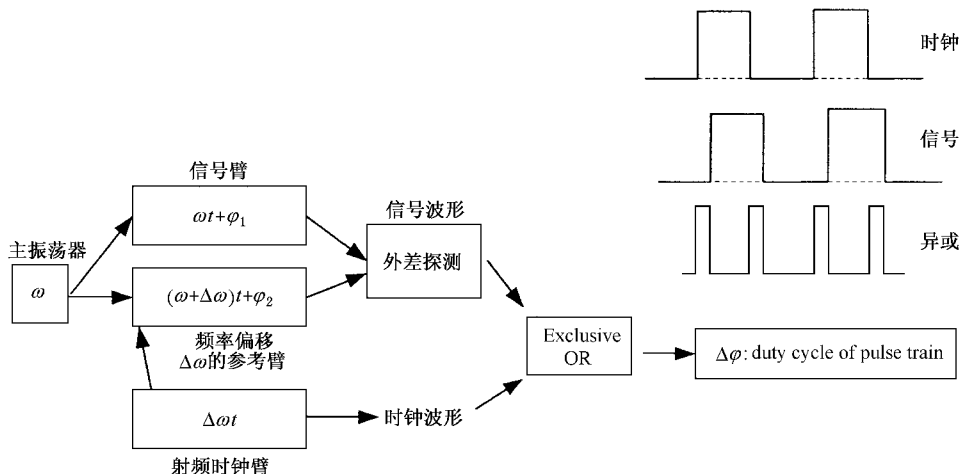 时钟
信号
异或
信号臂
ωt+φ₁
信号波形
外差探测
主振荡器
ω
(ω+Δω)t+φ₂
频率偏移
Δω的参考臂
Exclusive
OR
Δφ: duty cycle of pulse train
Δωt
时钟波形
射频时钟臂